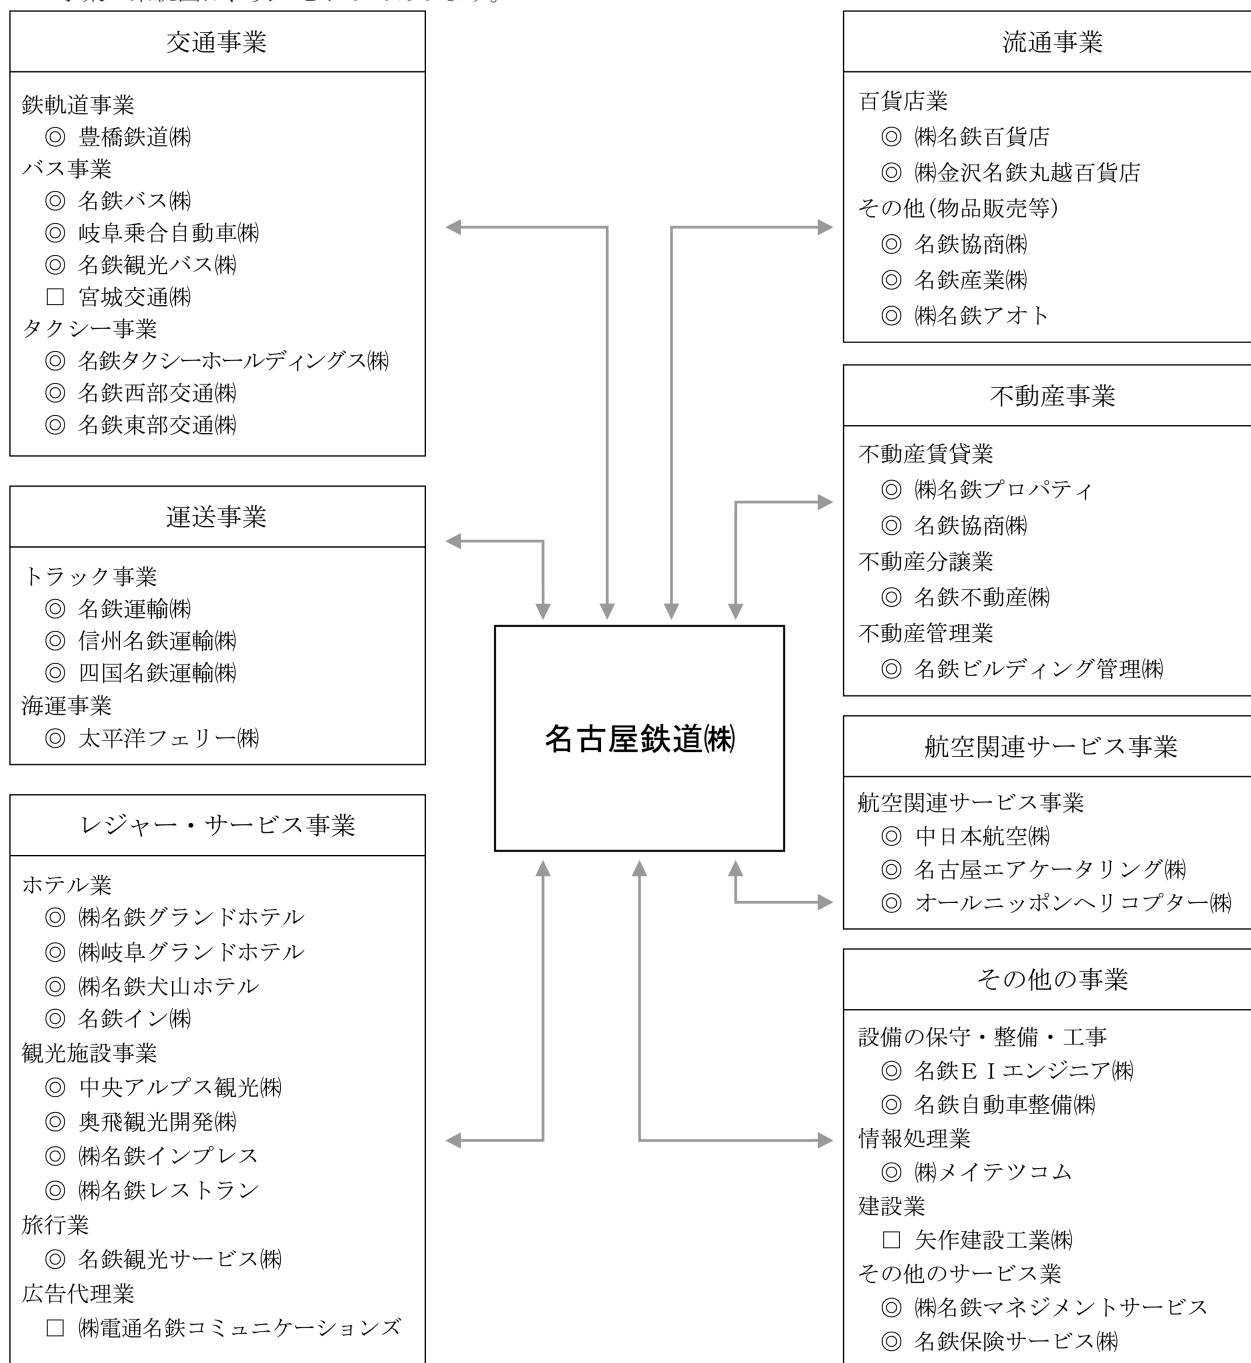 交通事業
鉄軌道事業
◎ 豊橋鉄道㈱
バス事業
◎ 名鉄バス㈱
◎ 岐阜乗合自動車㈱
◎ 名鉄観光バス㈱
□ 宮城交通㈱
タクシー事業
◎ 名鉄タクシーホールディングス㈱
◎ 名鉄西部交通㈱
◎ 名鉄東部交通㈱
運送事業
トラック事業
◎ 名鉄運輸㈱
◎ 信州名鉄運輸㈱
◎ 四国名鉄運輸㈱
海運事業
◎ 太平洋フェリー㈱
レジャー・サービス事業
ホテル業
◎ ㈱名鉄グランドホテル
◎ ㈱岐阜グランドホテル
◎ ㈱名鉄犬山ホテル
◎ 名鉄イン㈱
観光施設事業
◎ 中央アルプス観光㈱
◎ 奥飛観光開発㈱
◎ ㈱名鉄インプレス
◎ ㈱名鉄レストラン
旅行業
◎ 名鉄観光サービス㈱
広告代理業
□ ㈱電通名鉄コミュニケーションズ
名古屋鉄道㈱
流通事業
百貨店業
◎ ㈱名鉄百貨店
◎ ㈱金沢名鉄丸越百貨店
その他(物品販売等)
◎ 名鉄協商㈱
◎ 名鉄産業㈱
◎ ㈱名鉄アオト
不動産事業
不動産賃貸業
◎ ㈱名鉄プロパティ
◎ 名鉄協商㈱
不動産分譲業
◎ 名鉄不動産㈱
不動産管理業
◎ 名鉄ビルディング管理㈱
航空関連サービス事業
航空関連サービス事業
◎ 中日本航空㈱
◎ 名古屋エアケータリング㈱
◎ オールニッポンヘリコプター㈱
その他の事業
設備の保守・整備・工事
◎ 名鉄ＥＩエンジニア㈱
◎ 名鉄自動車整備㈱
情報処理業
◎ ㈱メイテツコム
建設業
□ 矢作建設工業㈱
その他のサービス業
◎ ㈱名鉄マネジメントサービス
◎ 名鉄保険サービス㈱